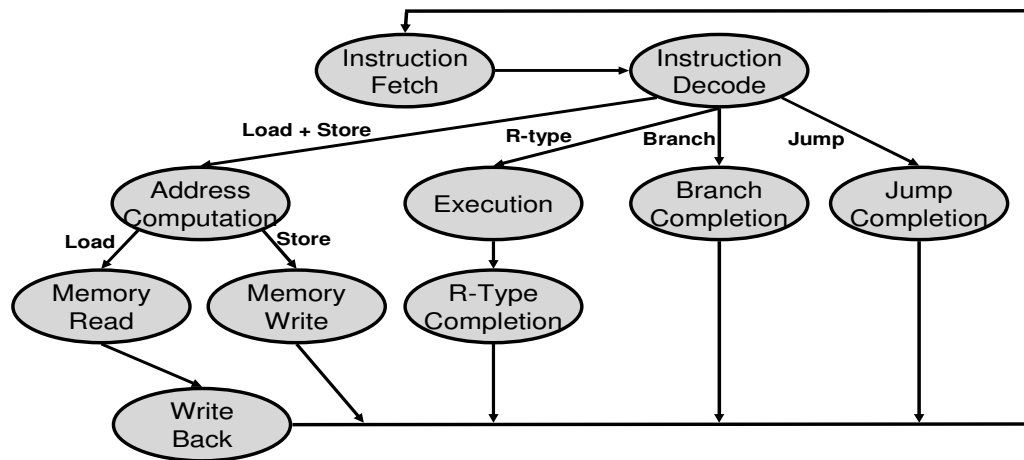 Instruction
Fetch
Instruction
Decode
Load + Store
R-type
Branch
Jump
Address
Computation
Execution
Branch
Completion
Jump
Completion
Load
Store
Memory
Read
Memory
Write
R-Type
Completion
Write
Back